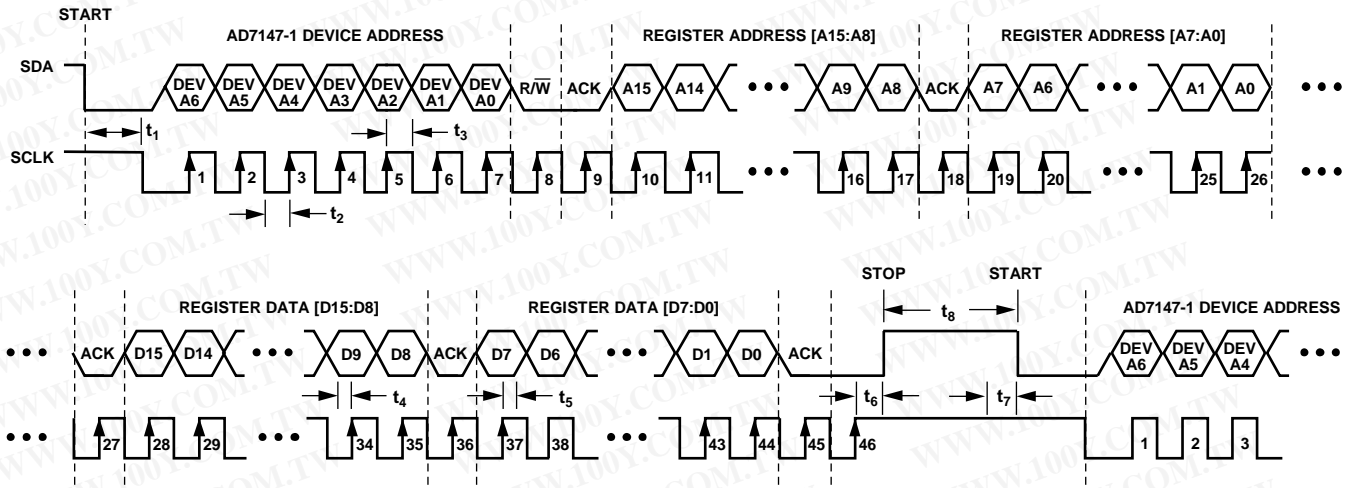 START
AD7147-1 DEVICE ADDRESS REGISTER ADDRESS [A15:A8] REGISTER ADDRESS [A7:A0]
SDA DEV A6 DEV A5 DEV A4 DEV A3 DEV A2 DEV A1 DEV A0 R/W ACK A15 A14 ••• A9 A8 ACK A7 A6 ••• A1 A0 •••
t1 t3
SCLK 1 2 3 4 5 6 7 8 9 10 11 ••• 16 17 18 19 20 ••• 25 26 •••
t2
STOP START
REGISTER DATA [D15:D8] REGISTER DATA [D7:D0] t8 AD7147-1 DEVICE ADDRESS
••• ACK D15 D14 ••• D9 D8 ACK D7 D6 ••• D1 D0 ACK DEV A6 DEV A5 DEV A4 •••
t4 t5 t6 t7
••• 27 28 29 ••• 34 35 36 37 38 ••• 43 44 45 46 1 2 3 •••
WWW.100Y.COM.TW